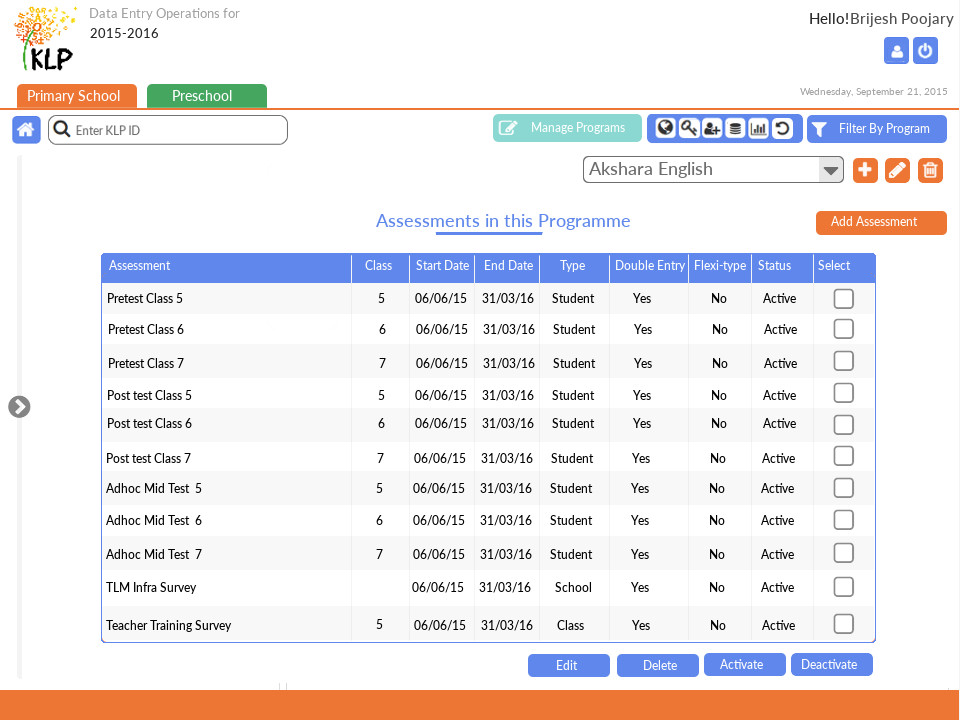 KLP
Data Entry Operations for
2015-2016
Hello!Brijesh Poojary
Primary School Preschool
Wednesday, September 21, 2015
Enter KLP ID Manage Programs Filter By Program
Akshara English
Assessments in this Programme Add Assessment
Assessment Class Start Date End Date Type Double Entry Flexi-type Status Select
Pretest Class 5 5 06/06/15 31/03/16 Student Yes No Active
Pretest Class 6 6 06/06/15 31/03/16 Student Yes No Active
Pretest Class 7 7 06/06/15 31/03/16 Student Yes No Active
Post test Class 5 5 06/06/15 31/03/16 Student Yes No Active
Post test Class 6 6 06/06/15 31/03/16 Student Yes No Active
Post test Class 7 7 06/06/15 31/03/16 Student Yes No Active
Adhoc Mid Test 5 5 06/06/15 31/03/16 Student Yes No Active
Adhoc Mid Test 6 6 06/06/15 31/03/16 Student Yes No Active
Adhoc Mid Test 7 7 06/06/15 31/03/16 Student Yes No Active
TLM Infra Survey 06/06/15 31/03/16 School Yes No Active
Teacher Training Survey 5 06/06/15 31/03/16 Class Yes No Active
Edit Delete Activate Deactivate